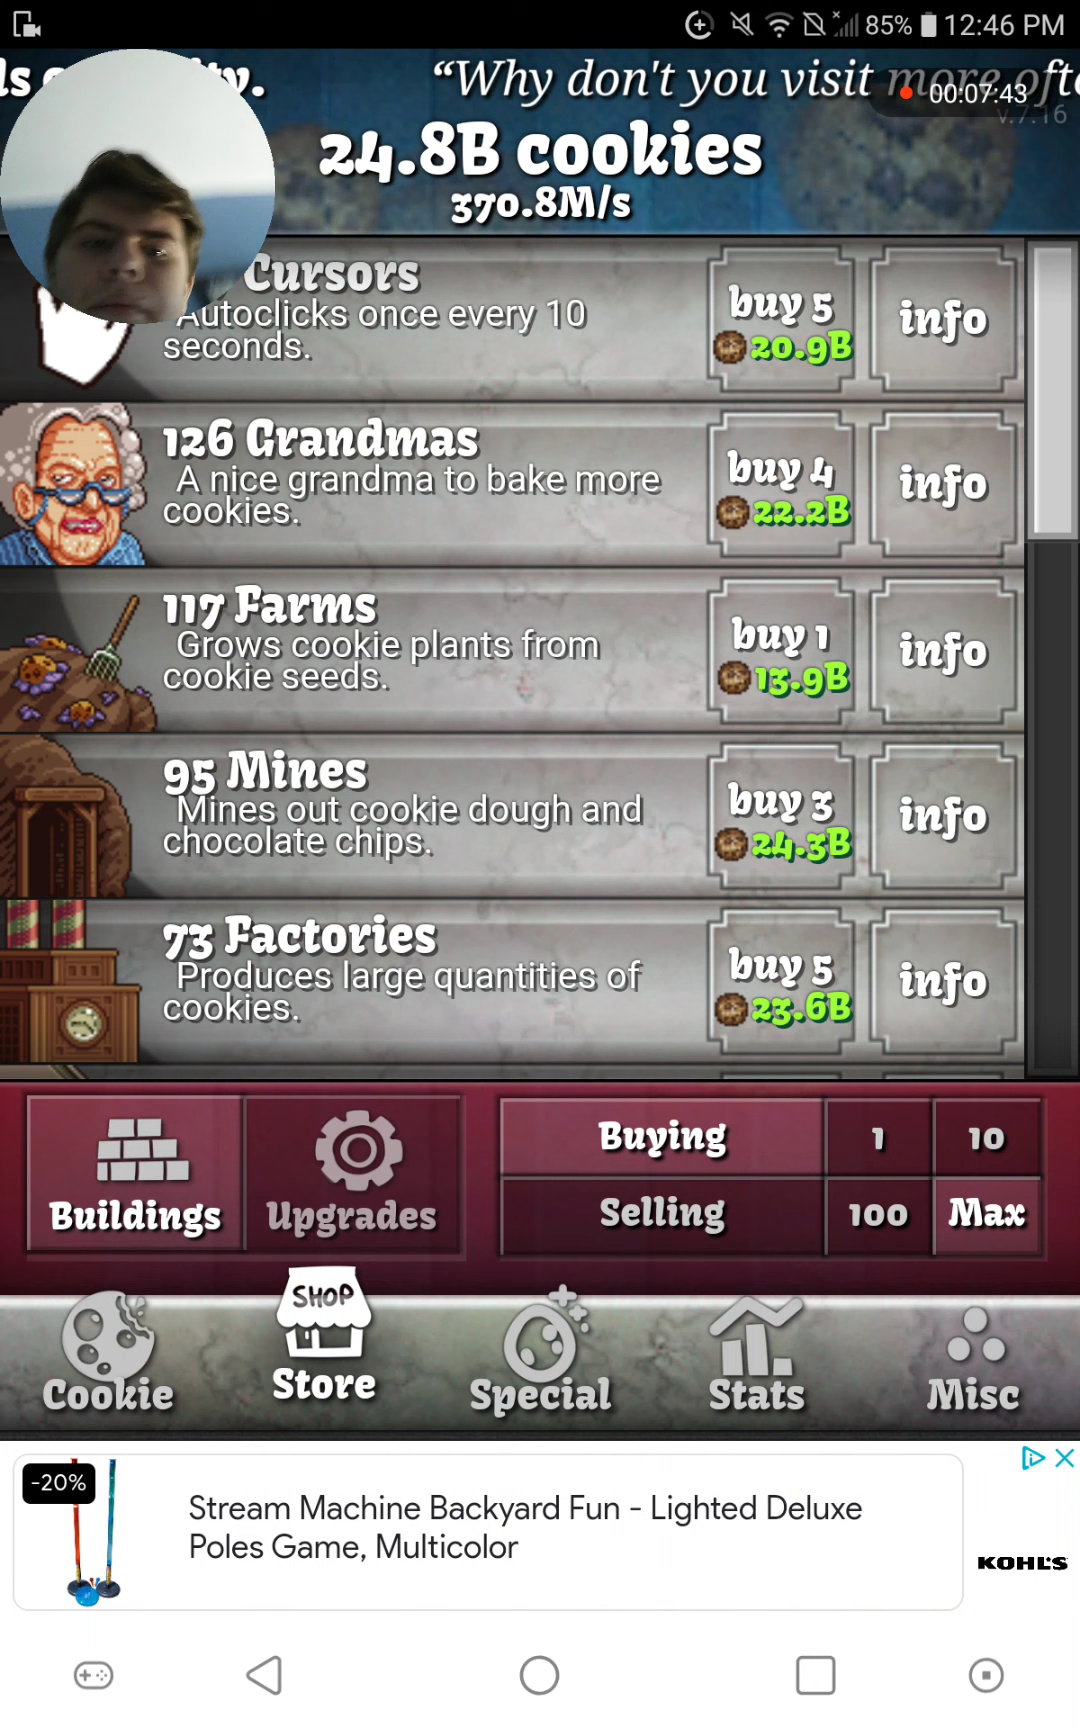 85% 12:46 PM
“Why don't you visit more ofte
00:07:43
v.7.16
24.8B cookies
370.8M/s
Cursors
Autoclicks once every 10
seconds.
buy 5
20.9B
info
126 Grandmas
A nice grandma to bake more
cookies.
buy 4
22.2B
info
117 Farms
Grows cookie plants from
cookie seeds.
buy 1
13.9B
info
95 Mines
Mines out cookie dough and
chocolate chips.
buy 3
24.3B
info
73 Factories
Produces large quantities of
cookies.
buy 5
23.6B
info
Buildings
Upgrades
Buying 1 10
Selling 100 Max
Cookie
SHOP
Store
Special
Stats
Misc
-20%
Stream Machine Backyard Fun - Lighted Deluxe
Poles Game, Multicolor
KOHL'S